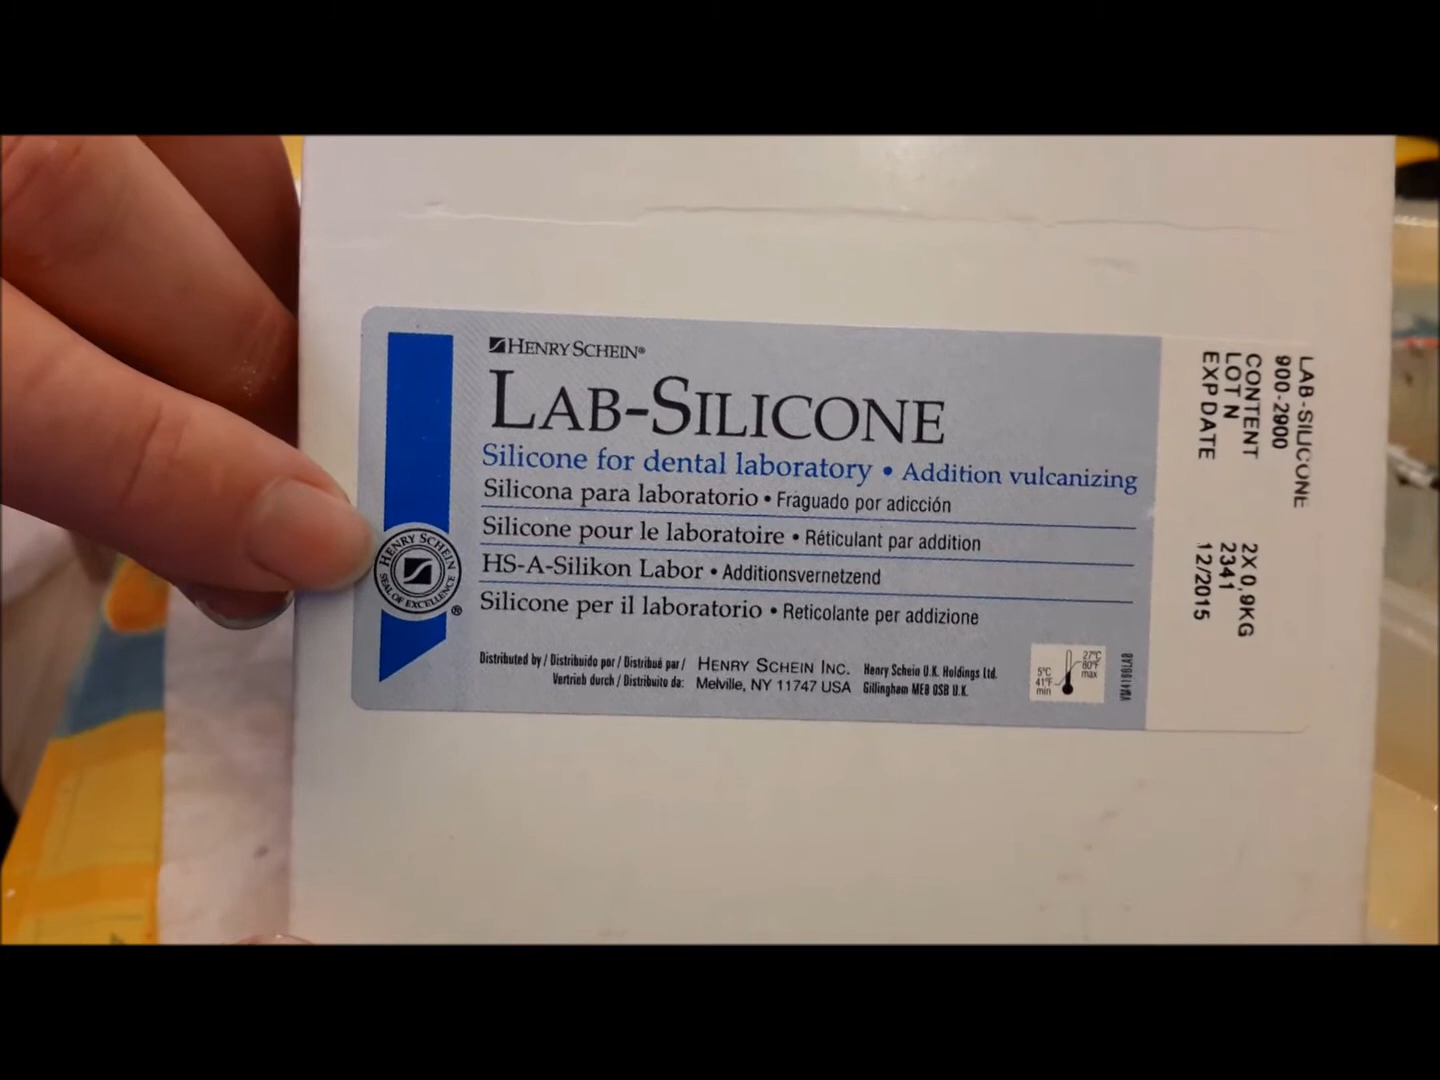 HENRY SCHEIN®
LAB-SILICONE
Silicone for dental laboratory • Addition vulcanizing
Silicona para laboratorio • Fraguado por adicción
Silicone pour le laboratoire • Réticulant par addition
HS-A-Silikon Labor • Additionsvernetzend
Silicone per il laboratorio • Reticolante per addizione
HENRY SCHEIN
SEAL OF EXCELLENCE
®
Distributed by / Distribuido por / Distribué par /
Vertrieb durch / Distribuito da:
HENRY SCHEIN INC.
Melville, NY 11747 USA
Henry Schein U.K. Holdings Ltd.
Gillingham ME8 0SB U.K.
27°C
80°F
max
5°C
41°F
min
LAB-SILICONE
900-2900
CONTENT 2X 0,9KG
LOT N 2341
EXP DATE 12/2015